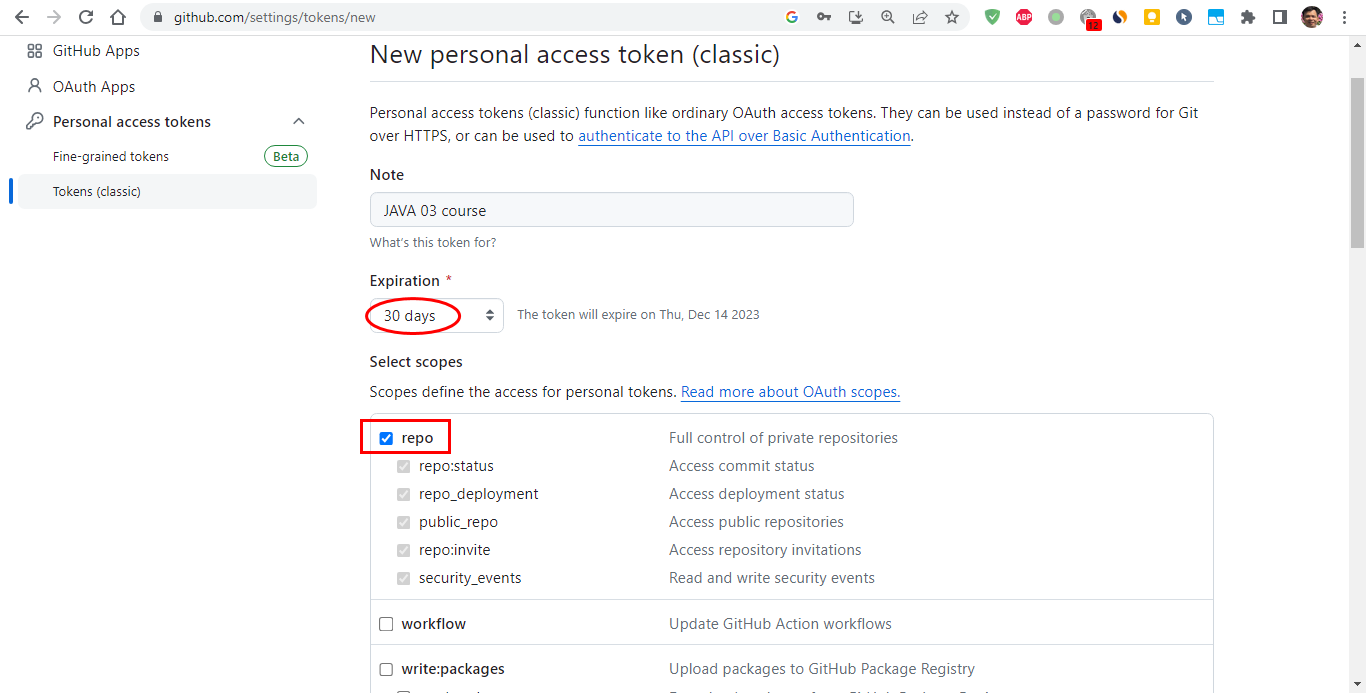 github.com/settings/tokens/new
ABP
12
GitHub Apps
OAuth Apps
Personal access tokens
Fine-grained tokens Beta
Tokens (classic)
New personal access token (classic)
Personal access tokens (classic) function like ordinary OAuth access tokens. They can be used instead of a password for Git
over HTTPS, or can be used to authenticate to the API over Basic Authentication.
Note
JAVA 03 course
What's this token for?
Expiration *
30 days The token will expire on Thu, Dec 14 2023
Select scopes
Scopes define the access for personal tokens. Read more about OAuth scopes.
repo Full control of private repositories
repo:status Access commit status
repo_deployment Access deployment status
public_repo Access public repositories
repo:invite Access repository invitations
security_events Read and write security events
workflow Update GitHub Action workflows
write:packages Upload packages to GitHub Package Registry